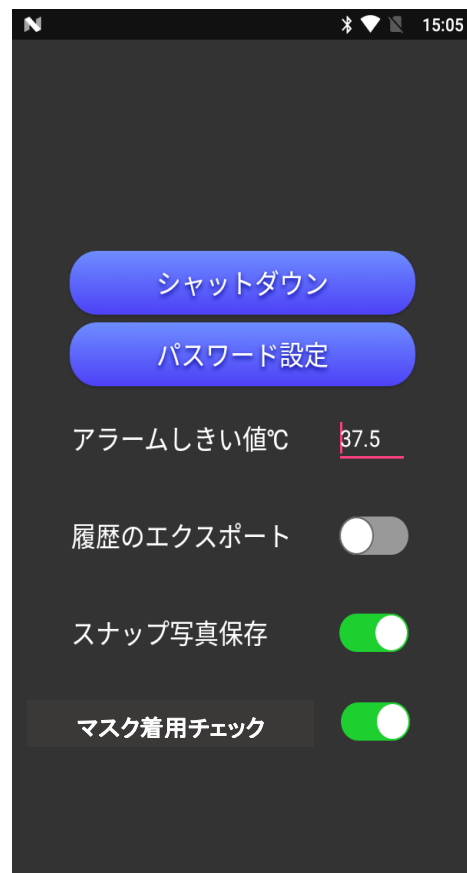 15:05
シャットダウン
パスワード設定
アラームしきい値℃ 37.5
履歴のエクスポート
スナップ写真保存
マスク着用チェック